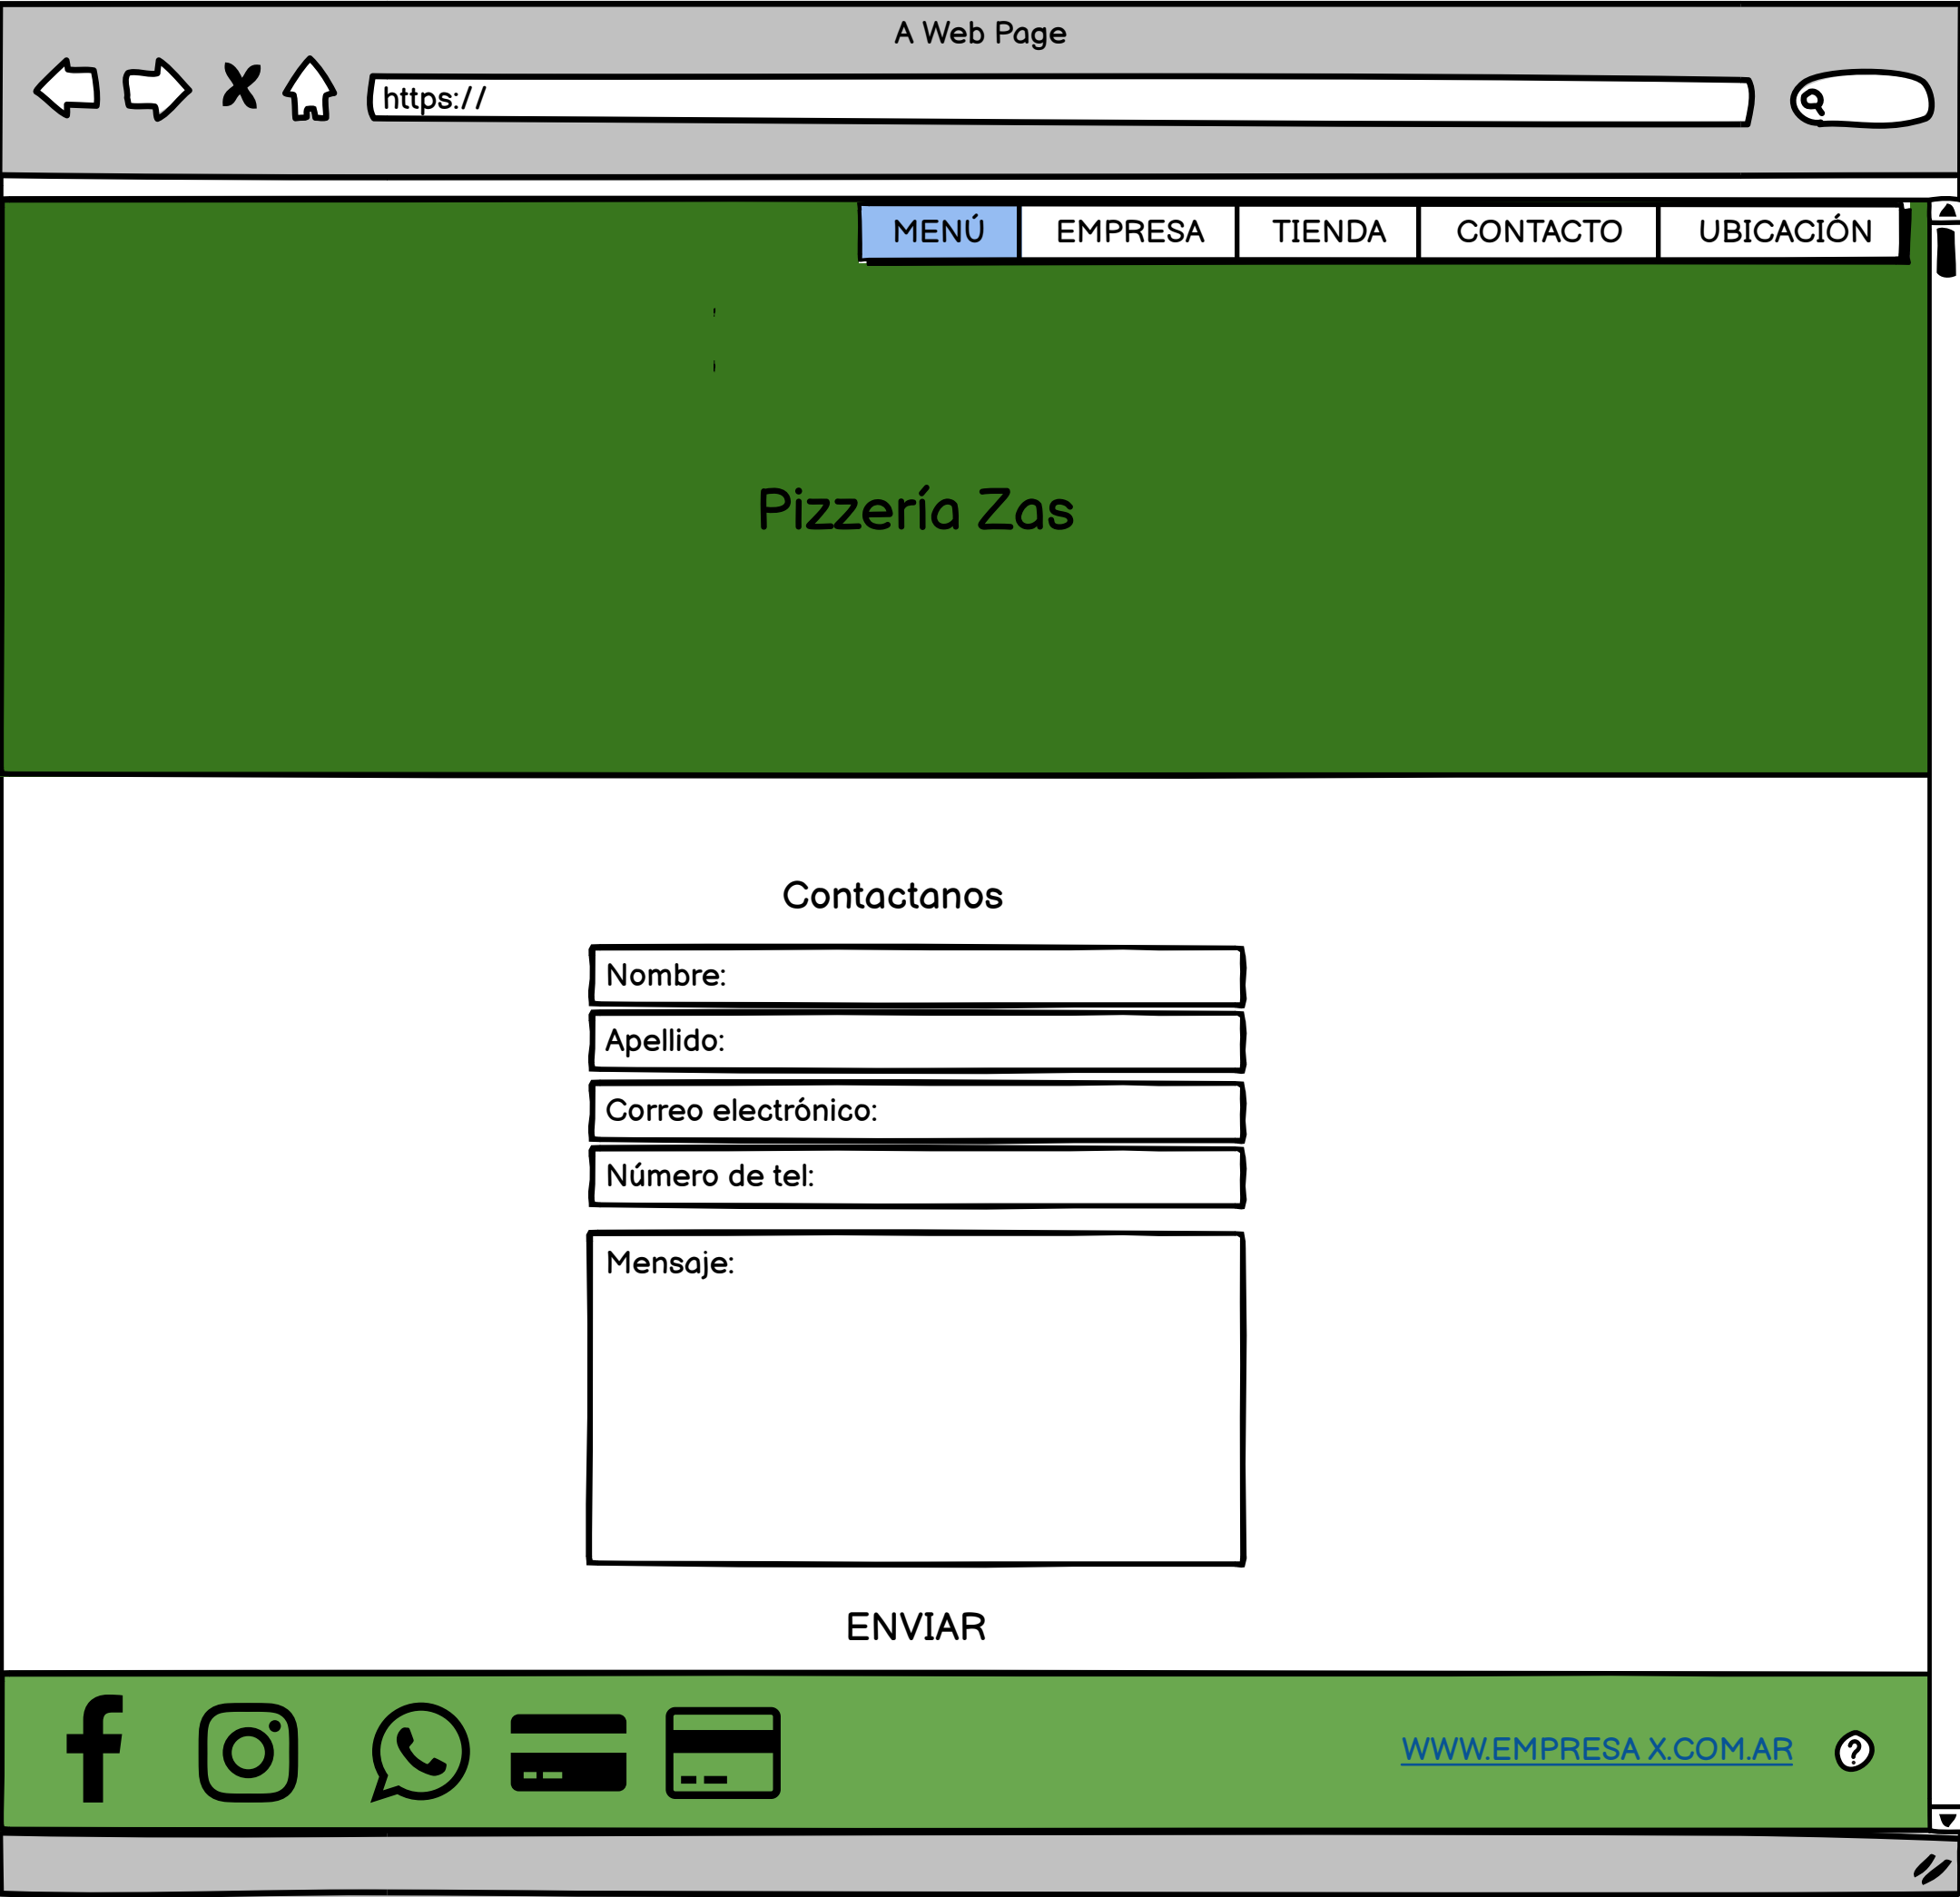 A Web Page
https://
MENÚ EMPRESA TIENDA CONTACTO UBICACIÓN
Pizzería Zas
Contactanos
Nombre:
Apellido:
Correo electrónico:
Número de tel:
Mensaje:
ENVIAR
WWW.EMPRESA X.COM.AR ?